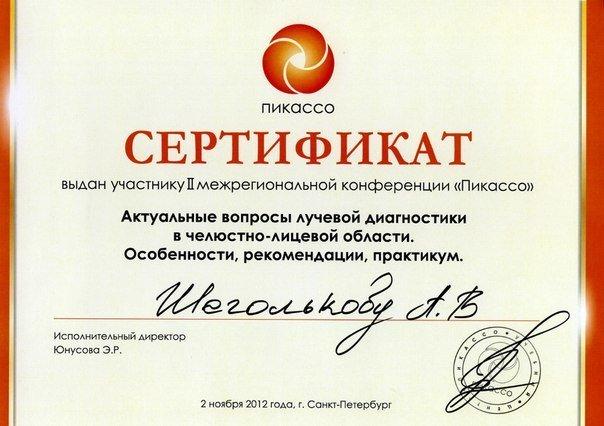 ПИКАССО
СЕРТИФИКАТ
выдан участнику II межрегиональной конференции «Пикассо»
Актуальные вопросы лучевой диагностики
в челюстно-лицевой области.
Особенности, рекомендации, практикум.
Щеголькову А.В
Исполнительный директор
Юнусова Э.Р.
2 ноября 2012 года, г. Санкт-Петербург